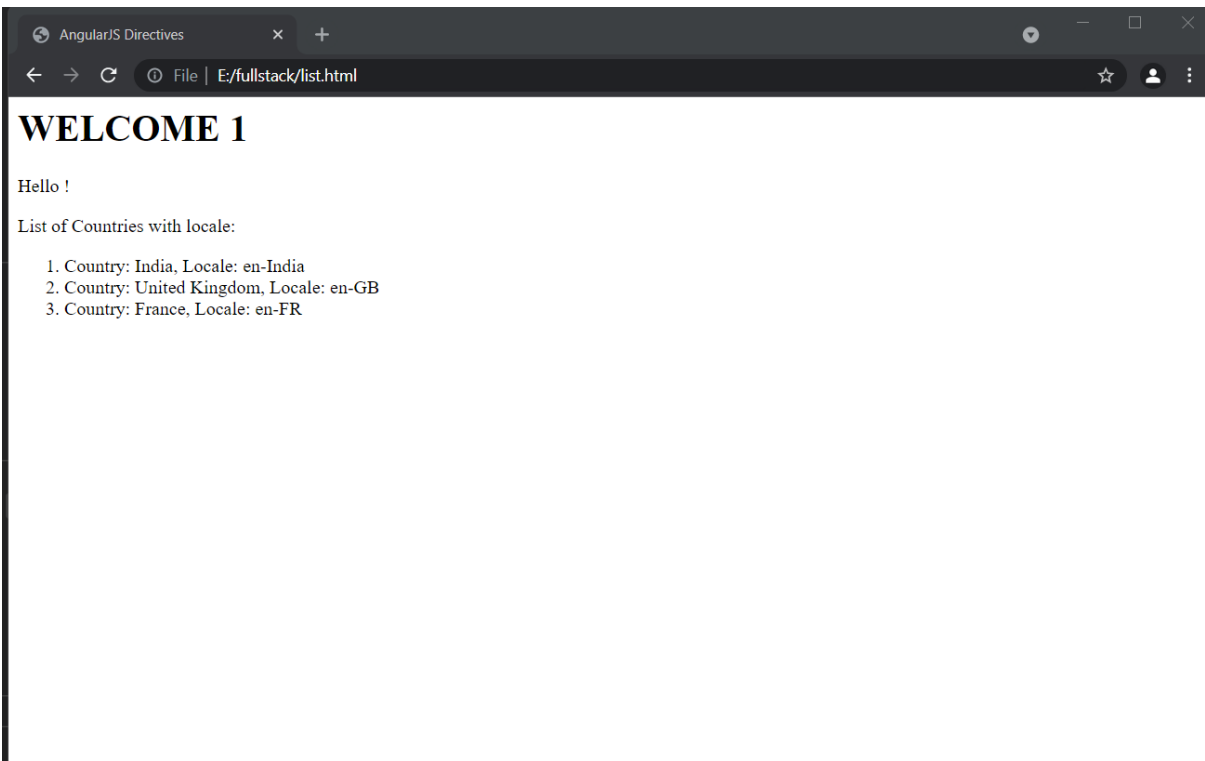 AngularJS Directives
File | E:/fullstack/list.html
WELCOME 1
Hello !
List of Countries with locale:
1. Country: India, Locale: en-India
2. Country: United Kingdom, Locale: en-GB
3. Country: France, Locale: en-FR